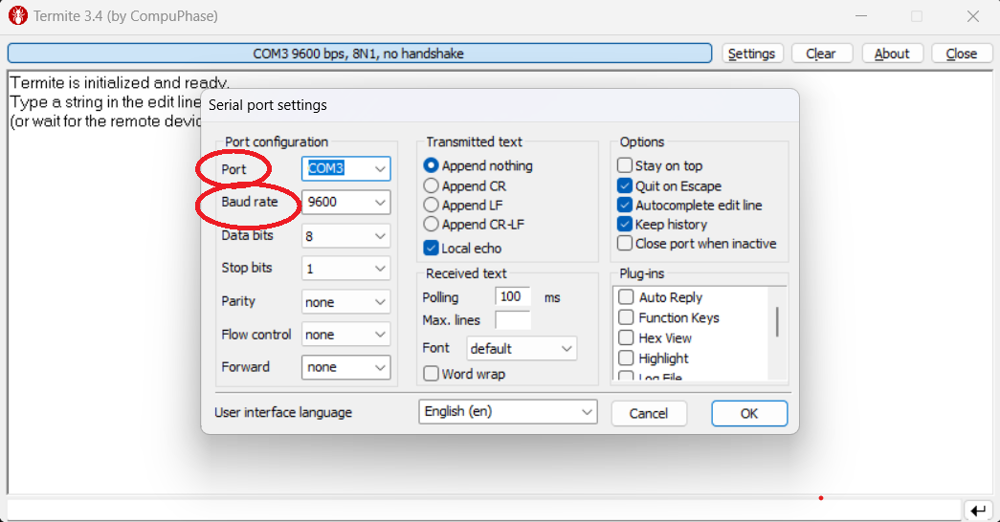 Termite 3.4 (by CompuPhase)
COM3 9600 bps, 8N1, no handshake
Settings
Clear
About
Close
Termite is initialized and ready.
Type a string in the edit line
(or wait for the remote devic
Serial port settings
Port configuration
Port COM3
Baud rate 9600
Data bits 8
Stop bits 1
Parity none
Flow control none
Forward none
Transmitted text
Append nothing
Append CR
Append LF
Append CR-LF
Local echo
Received text
Polling 100 ms
Max. lines
Font default
Word wrap
Options
Stay on top
Quit on Escape
Autocomplete edit line
Keep history
Close port when inactive
Plug-ins
Auto Reply
Function Keys
Hex View
Highlight
Log File
User interface language English (en)
Cancel
OK